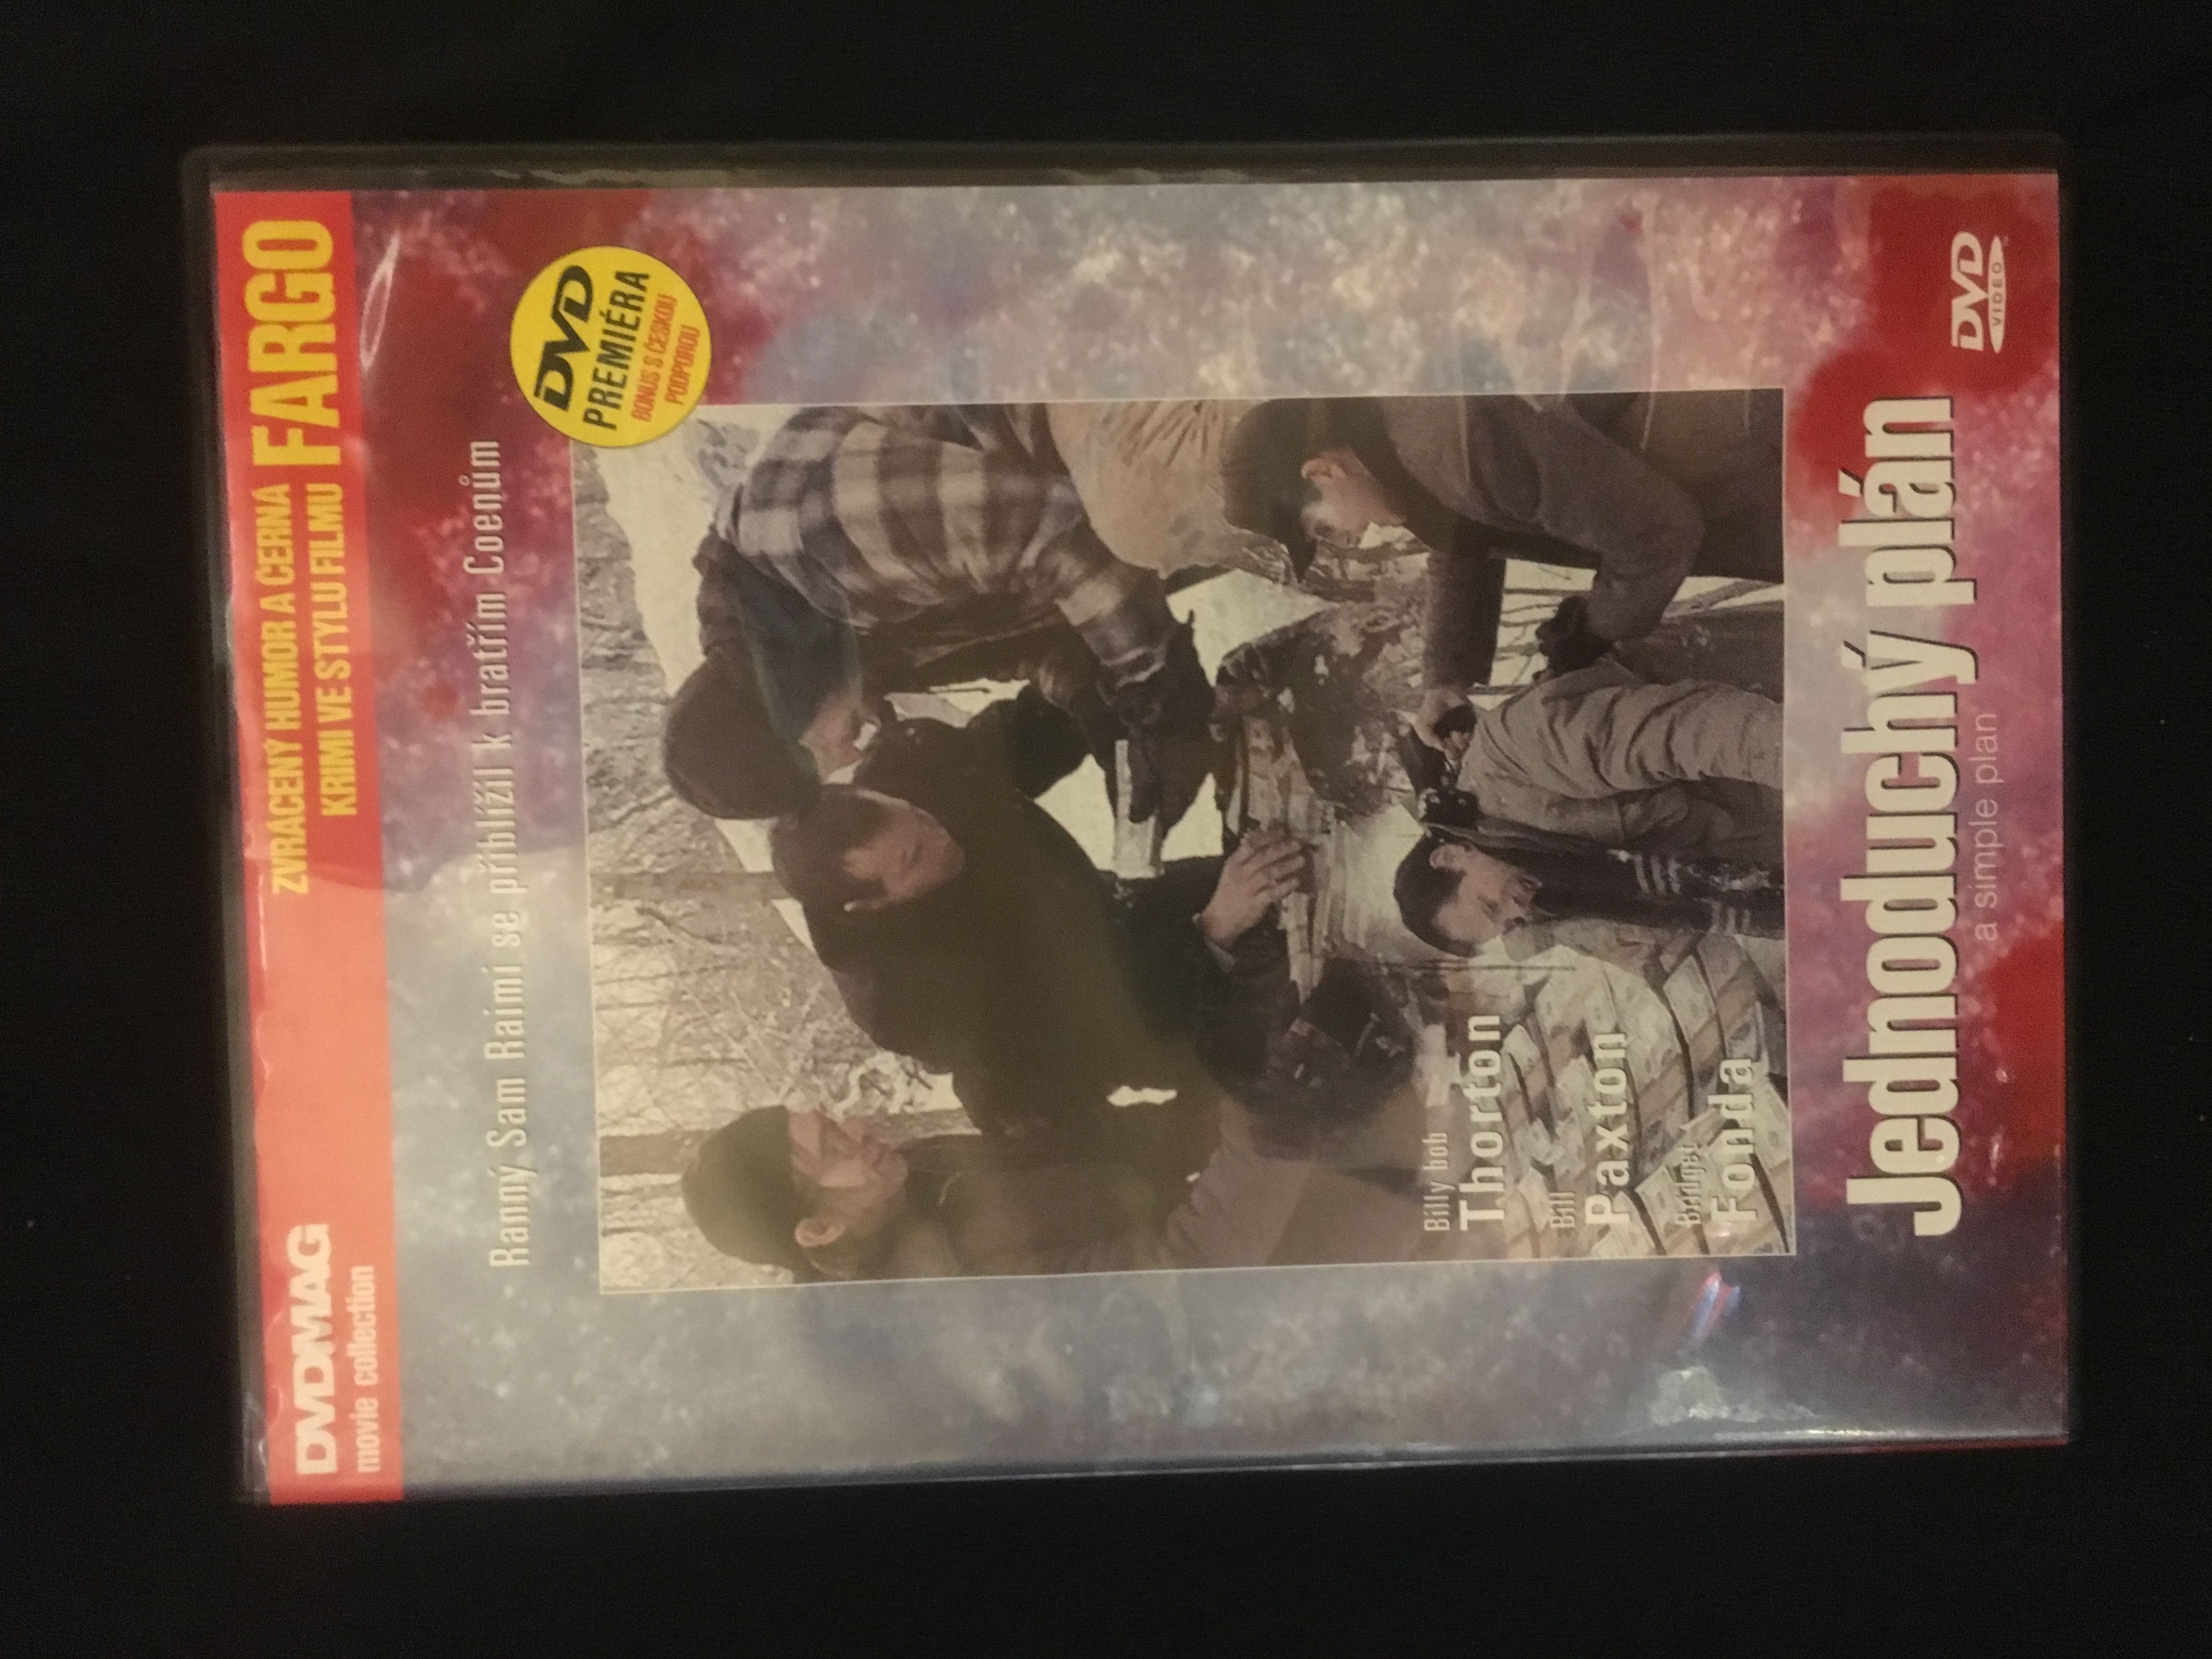 DVDMAG
movie collection
ZVRÁCENÝ HUMOR A ČERNÁ
KRIMI VE STYLU FILMU
FARGO
Ranný Sam Raimi se přiblížil k bratřím Coenům
DVD
PREMIÉRA
BONUS S ČESKOU
PODPOROU
Billy bob
Thorton
Bill
Paxton
Bridget
Fonda
Jednoduchý plán
a simple plan
DVD
VIDEO